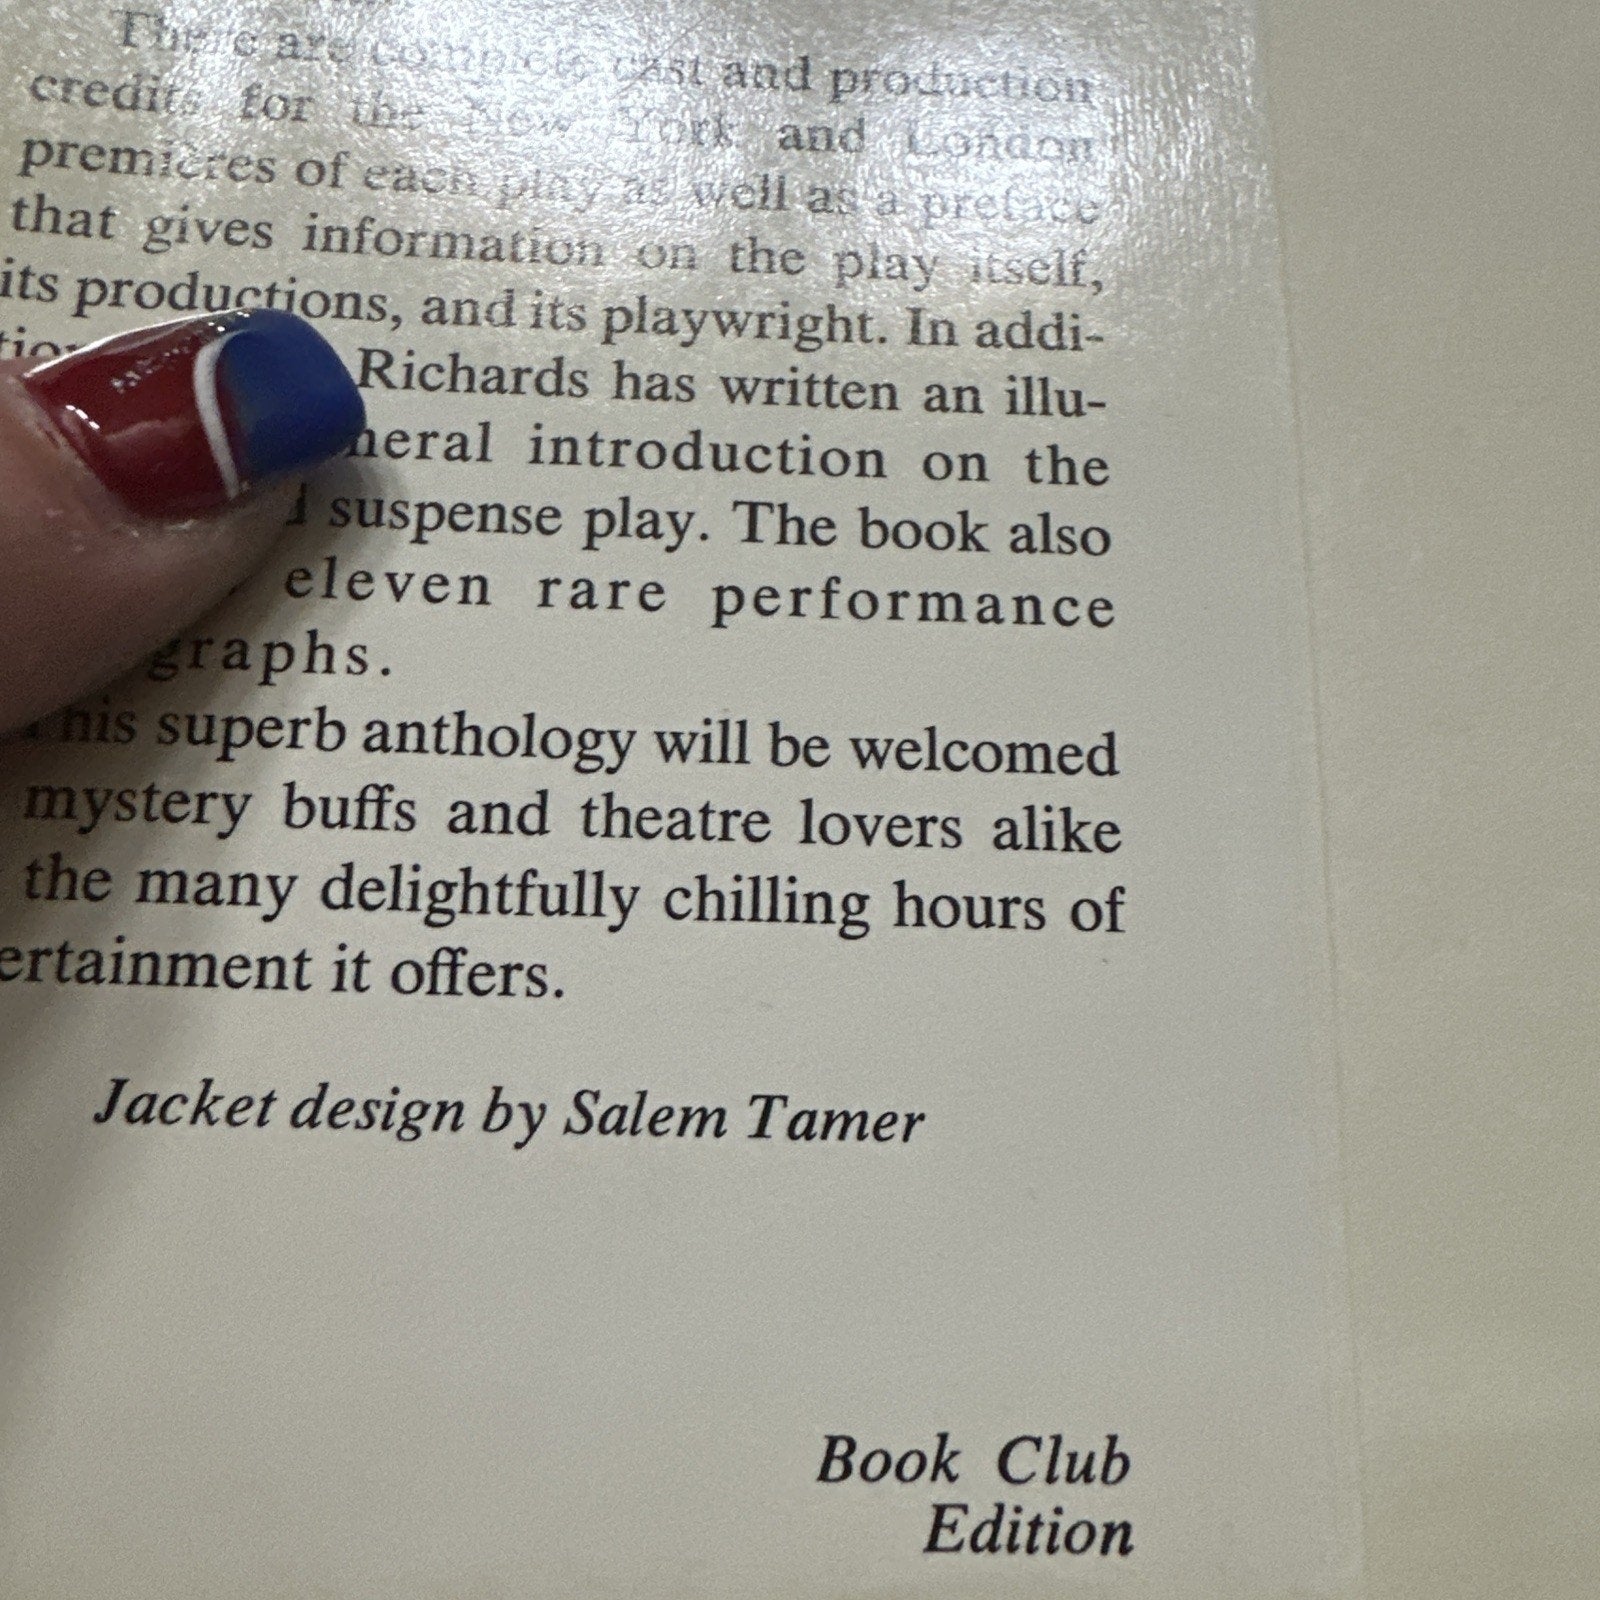 There are complete cast and production
credits for the New York and London
premières of each play as well as a preface
that gives information on the play itself,
its productions, and its playwright. In addi-
Richards has written an illu-
neral introduction on the
suspense play. The book also
eleven rare performance
graphs.
This superb anthology will be welcomed
mystery buffs and theatre lovers alike
the many delightfully chilling hours of
ertainment it offers.
Jacket design by Salem Tamer
Book Club
Edition